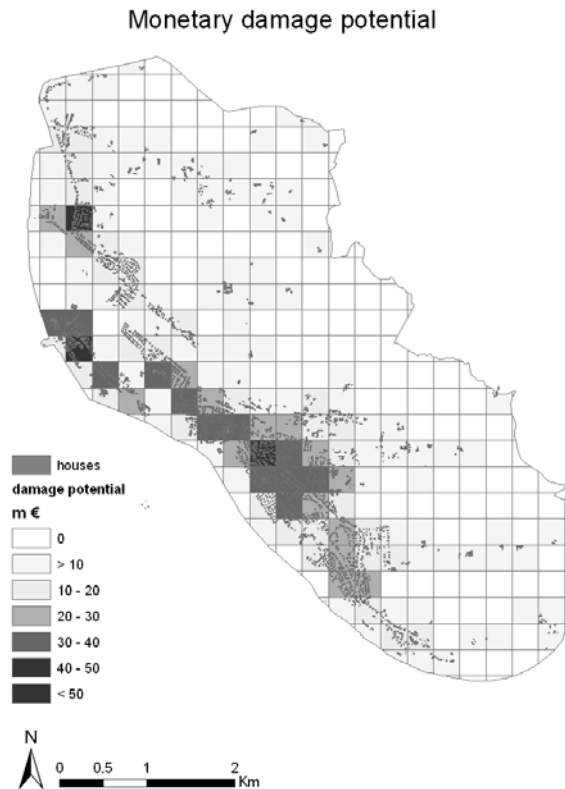 Monetary damage potential
houses
damage potential
m €
0
> 10
10 - 20
20 - 30
30 - 40
40 - 50
< 50
N
0 0.5 1 2
Km